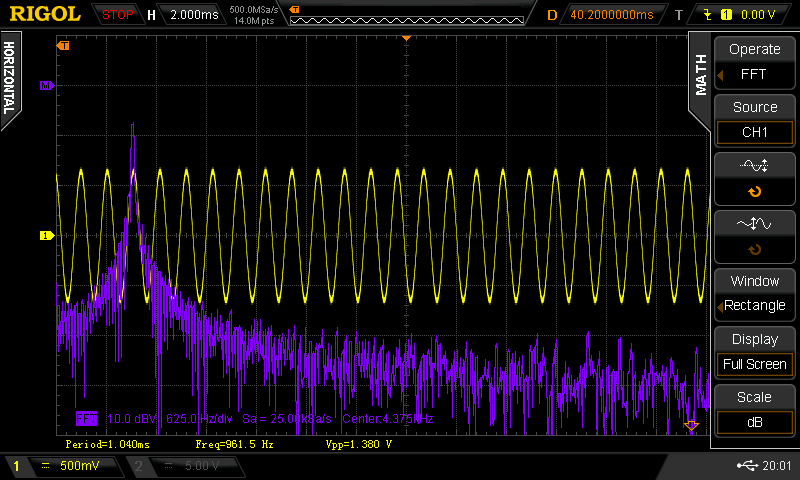 RIGOL STOP H 2.000ms 500.0MSa/s 14.0M pts T D 40.2000000ms T 1 0.00 V
HORIZONTAL
T
M
1
MATH
Operate
FFT
Source
CH1
Window
Rectangle
Display
Full Screen
Scale
dB
FFT 10.0 dBV 625.0 Hz/div Sa = 25.00kSa/s Center:4.375kHz
Period=1.040ms Freq=961.5 Hz Vpp=1.380 V
1 500mV 2 5.00 V 20:01